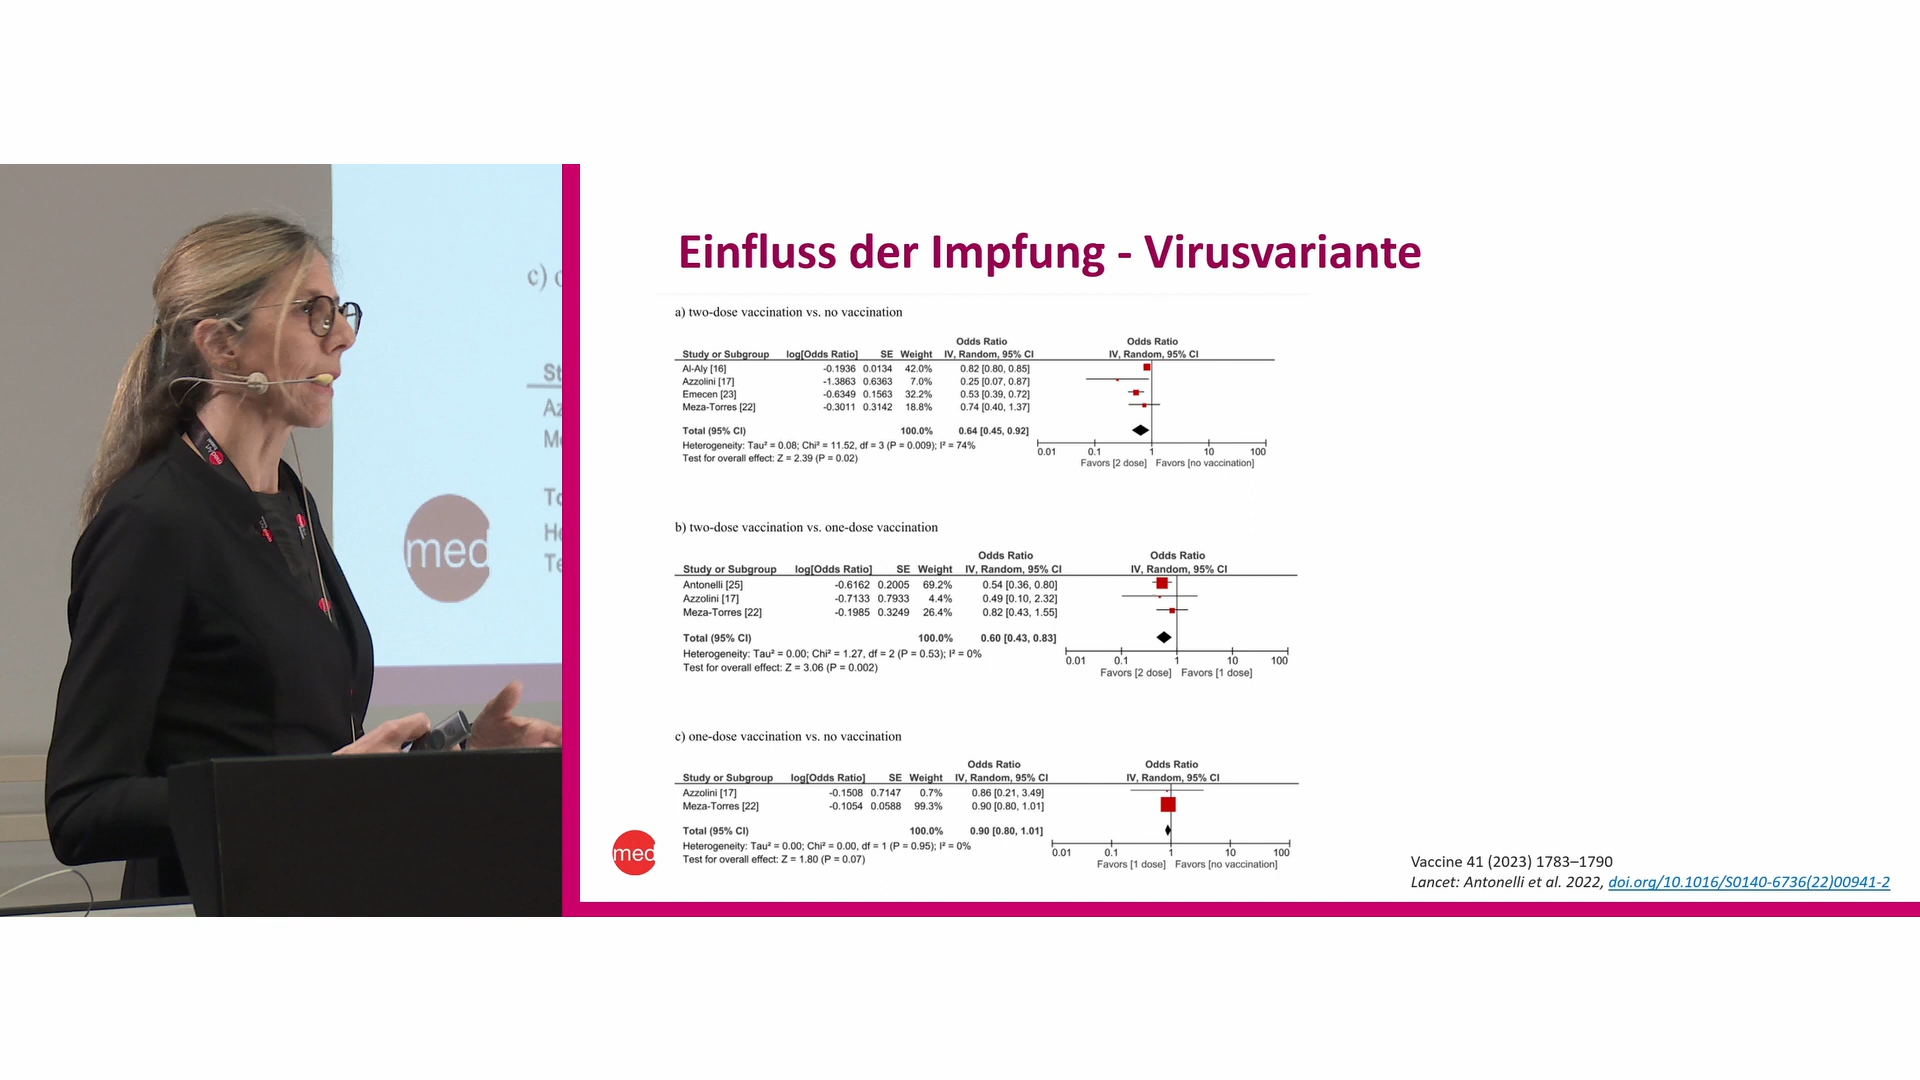 Einfluss der Impfung - Virusvariante
a) two-dose vaccination vs. no vaccination
Odds Ratio Odds Ratio
Study or Subgroup log[Odds Ratio] SE Weight IV, Random, 95% CI IV, Random, 95% CI
Al-Aly [16] -0.1936 0.0134 42.0% 0.82 [0.80, 0.85]
Azzolini [17] -1.3863 0.6363 7.0% 0.25 [0.07, 0.87]
Emecen [23] -0.6349 0.1563 32.2% 0.53 [0.39, 0.72]
Meza-Torres [22] -0.3011 0.3142 18.8% 0.74 [0.40, 1.37]
Total (95% CI) 100.0% 0.64 [0.45, 0.92]
Heterogeneity: Tau² = 0.08; Chi² = 11.52, df = 3 (P = 0.009); I² = 74%
Test for overall effect: Z = 2.39 (P = 0.02)
0.01 0.1 1 10 100
Favors [2 dose] Favors [no vaccination]
b) two-dose vaccination vs. one-dose vaccination
Odds Ratio Odds Ratio
Study or Subgroup log[Odds Ratio] SE Weight IV, Random, 95% CI IV, Random, 95% CI
Antonelli [25] -0.6162 0.2005 69.2% 0.54 [0.36, 0.80]
Azzolini [17] -0.7133 0.7933 4.4% 0.49 [0.10, 2.32]
Meza-Torres [22] -0.1985 0.3249 26.4% 0.82 [0.43, 1.55]
Total (95% CI) 100.0% 0.60 [0.43, 0.83]
Heterogeneity: Tau² = 0.00; Chi² = 1.27, df = 2 (P = 0.53); I² = 0%
Test for overall effect: Z = 3.06 (P = 0.002)
0.01 0.1 1 10 100
Favors [2 dose] Favors [1 dose]
c) one-dose vaccination vs. no vaccination
Odds Ratio Odds Ratio
Study or Subgroup log[Odds Ratio] SE Weight IV, Random, 95% CI IV, Random, 95% CI
Azzolini [17] -0.1508 0.7147 0.7% 0.86 [0.21, 3.49]
Meza-Torres [22] -0.1054 0.0588 99.3% 0.90 [0.80, 1.01]
Total (95% CI) 100.0% 0.90 [0.80, 1.01]
Heterogeneity: Tau² = 0.00; Chi² = 0.00, df = 1 (P = 0.95); I² = 0%
Test for overall effect: Z = 1.80 (P = 0.07)
0.01 0.1 1 10 100
Favors [1 dose] Favors [no vaccination]
med
Vaccine 41 (2023) 1783–1790
Lancet: Antonelli et al. 2022, doi.org/10.1016/S0140-6736(22)00941-2
c) o
St
Az
Me
To
He
Te
med